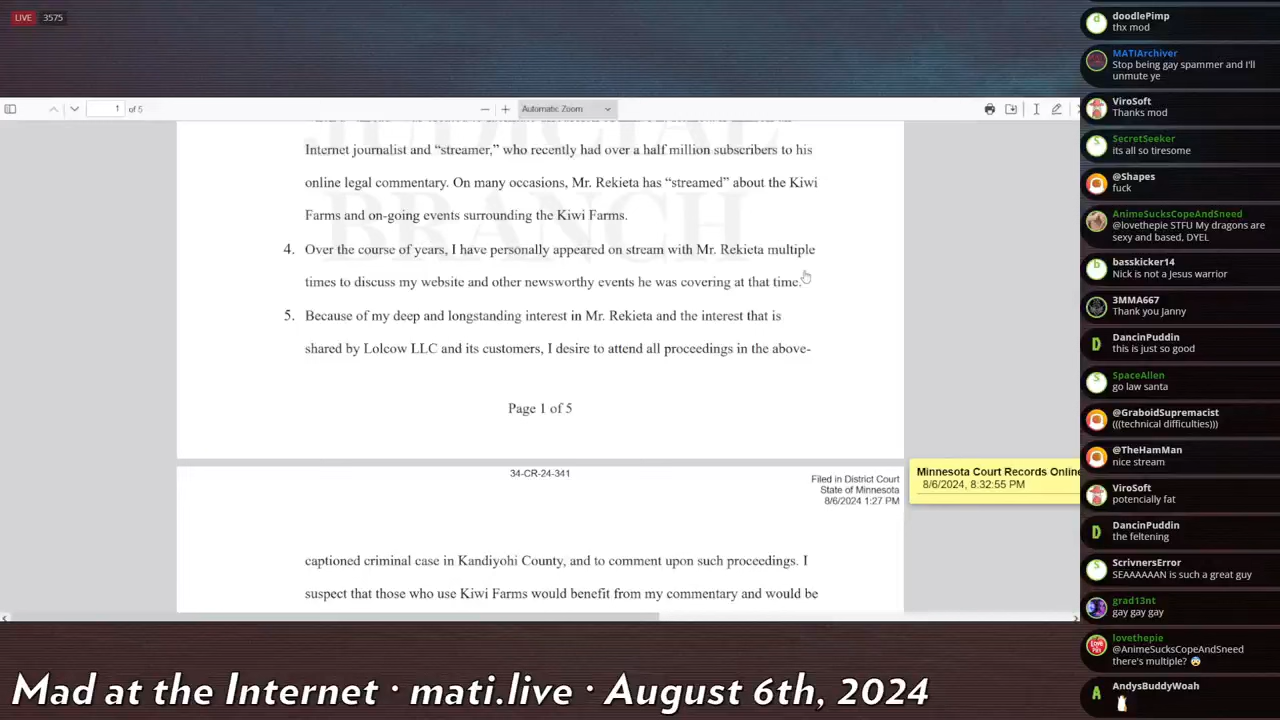 LIVE 3575
1 of 5
Automatic Zoom
JUDICIAL
BRANCH
Internet journalist and “streamer,” who recently had over a half million subscribers to his
online legal commentary. On many occasions, Mr. Rekieta has “streamed” about the Kiwi
Farms and on-going events surrounding the Kiwi Farms.
4. Over the course of years, I have personally appeared on stream with Mr. Rekieta multiple
times to discuss my website and other newsworthy events he was covering at that time.
5. Because of my deep and longstanding interest in Mr. Rekieta and the interest that is
shared by Lolcow LLC and its customers, I desire to attend all proceedings in the above-
Page 1 of 5
34-CR-24-341
Filed in District Court
State of Minnesota
8/6/2024 1:27 PM
Minnesota Court Records Online
8/6/2024, 8:32:55 PM
captioned criminal case in Kandiyohi County, and to comment upon such proceedings. I
suspect that those who use Kiwi Farms would benefit from my commentary and would be
Mad at the Internet · mati.live · August 6th, 2024
d
doodlePimp
thx mod
MATIArchiver
Stop being gay spammer and I'll
unmute ye
ViroSoft
Thanks mod
S
SecretSeeker
its all so tiresome
@Shapes
fuck
AnimeSucksCopeAndSneed
@lovethepie STFU My dragons are
sexy and based, DYEL
b
basskicker14
Nick is not a Jesus warrior
3MMA667
Thank you Janny
D
DancinPuddin
this is just so good
S
SpaceAllen
go law santa
@GraboidSupremacist
(((technical difficulties)))
@TheHamMan
nice stream
ViroSoft
potencially fat
D
DancinPuddin
the feltening
S
ScrivnersError
SEAAAAAAN is such a great guy
grad13nt
gay gay gay
lovethepie
@AnimeSucksCopeAndSneed
there's multiple? 😨
A
AndysBuddyWoah